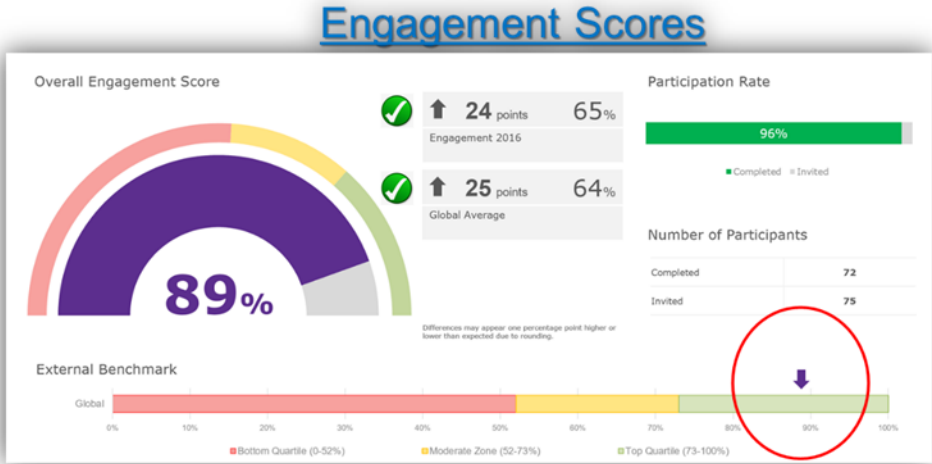 Engagement Scores
Overall Engagement Score
89%
24 points 65%
Engagement 2016
25 points 64%
Global Average
Differences may appear one percentage point higher or
lower than expected due to rounding.
Participation Rate
96%
Completed Invited
Number of Participants
Completed 72
Invited 75
External Benchmark
Global
0% 10% 20% 30% 40% 50% 60% 70% 80% 90% 100%
Bottom Quartile (0-52%) Moderate Zone (52-73%) Top Quartile (73-100%)